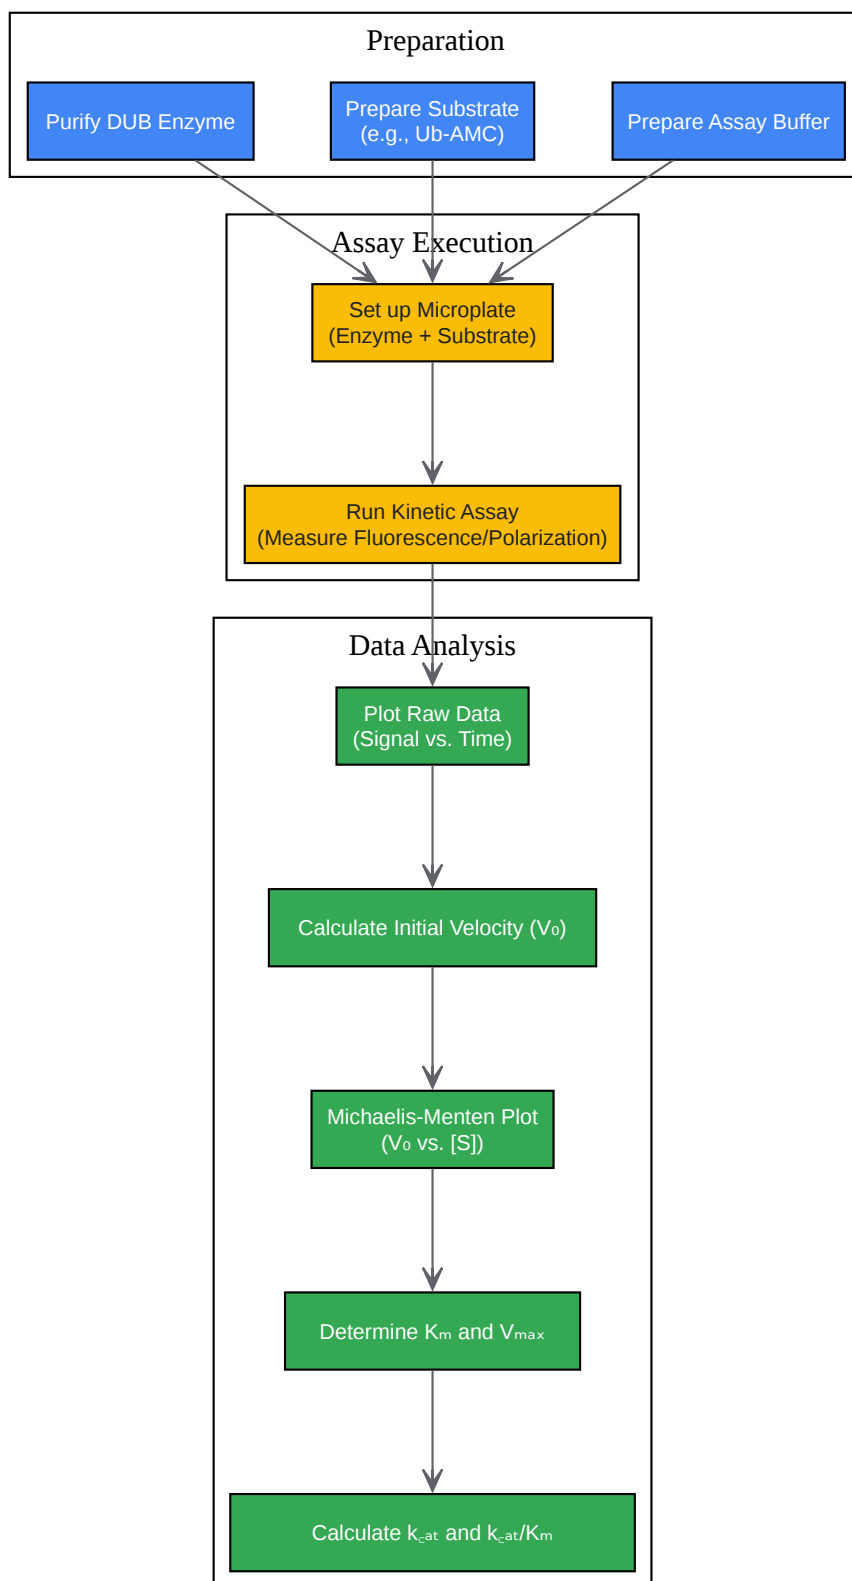 Preparation
Purify DUB Enzyme
Prepare Substrate
(e.g., Ub-AMC)
Prepare Assay Buffer
Assay Execution
Set up Microplate
(Enzyme + Substrate)
Run Kinetic Assay
(Measure Fluorescence/Polarization)
Data Analysis
Plot Raw Data
(Signal vs. Time)
Calculate Initial Velocity (V₀)
Michaelis-Menten Plot
(V₀ vs. [S])
Determine Kₘ and Vₘₐₓ
Calculate k꜀ₐₜ and k꜀ₐₜ/Kₘ